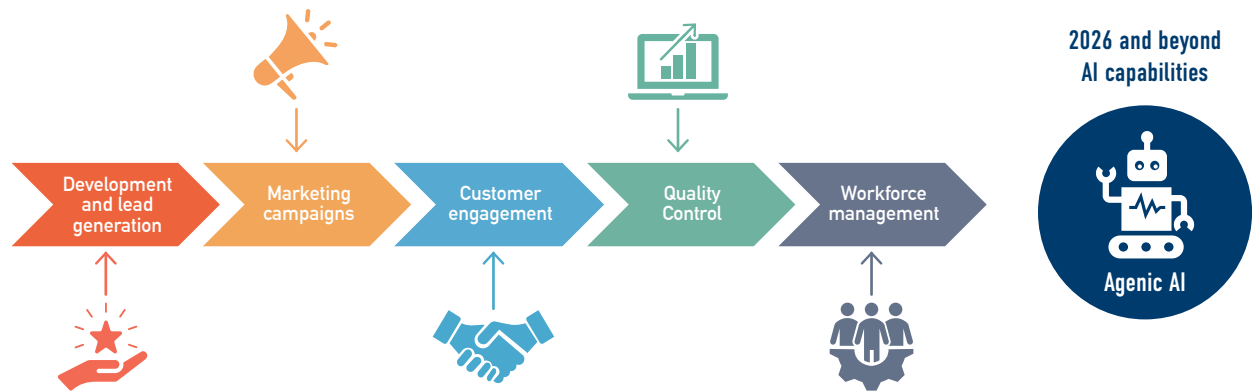 2026 and beyond
AI capabilities
Development
and lead
generation
Marketing
campaigns
Customer
engagement
Quality
Control
Workforce
management
Agenic AI